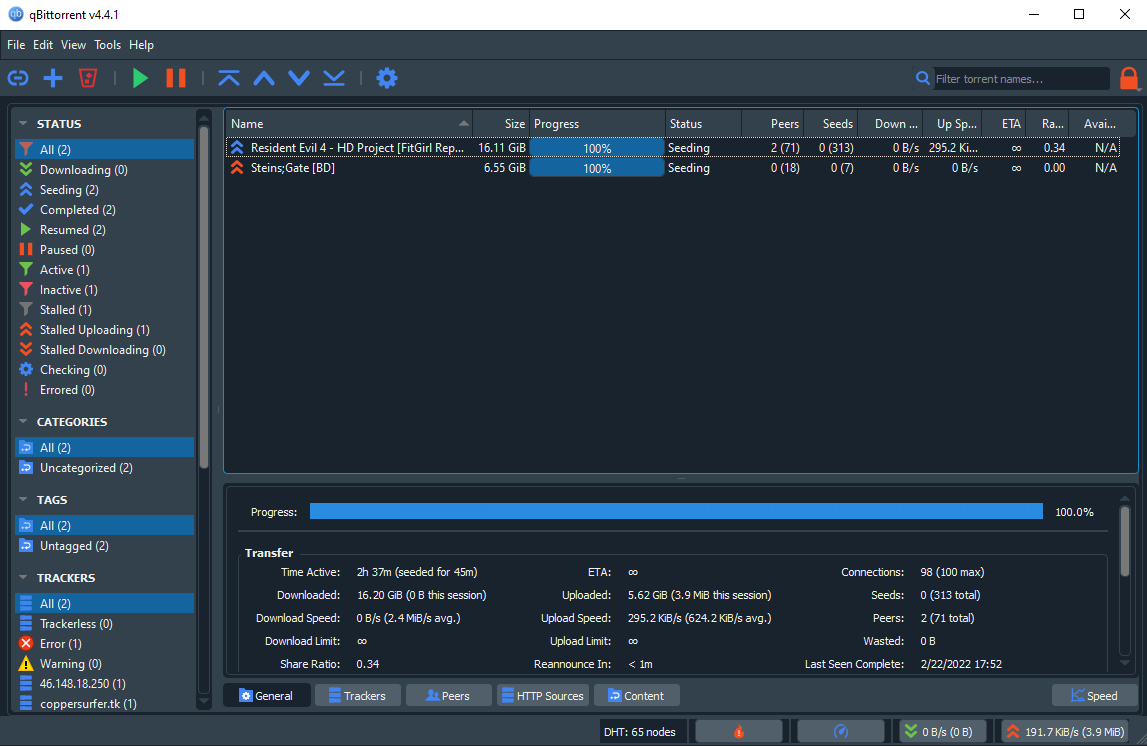 qBittorrent v4.4.1
File Edit View Tools Help
Filter torrent names...
STATUS
All (2)
Downloading (0)
Seeding (2)
Completed (2)
Resumed (2)
Paused (0)
Active (1)
Inactive (1)
Stalled (1)
Stalled Uploading (1)
Stalled Downloading (0)
Checking (0)
Errored (0)
CATEGORIES
All (2)
Uncategorized (2)
TAGS
All (2)
Untagged (2)
TRACKERS
All (2)
Trackerless (0)
Error (1)
Warning (0)
46.148.18.250 (1)
coppersurfer.tk (1)
Name Size Progress Status Peers Seeds Down ... Up Sp... ETA Ra... Avai...
Resident Evil 4 - HD Project [FitGirl Rep... 16.11 GiB 100% Seeding 2 (71) 0 (313) 0 B/s 295.2 Ki... ∞ 0.34 N/A
Steins;Gate [BD] 6.55 GiB 100% Seeding 0 (18) 0 (7) 0 B/s 0 B/s ∞ 0.00 N/A
Progress: 100.0%
Transfer
Time Active: 2h 37m (seeded for 45m) ETA: ∞ Connections: 98 (100 max)
Downloaded: 16.20 GiB (0 B this session) Uploaded: 5.62 GiB (3.9 MiB this session) Seeds: 0 (313 total)
Download Speed: 0 B/s (2.4 MiB/s avg.) Upload Speed: 295.2 KiB/s (624.2 KiB/s avg.) Peers: 2 (71 total)
Download Limit: ∞ Upload Limit: ∞ Wasted: 0 B
Share Ratio: 0.34 Reannounce In: < 1m Last Seen Complete: 2/22/2022 17:52
General Trackers Peers HTTP Sources Content Speed
DHT: 65 nodes 0 B/s (0 B) 191.7 KiB/s (3.9 MiB)